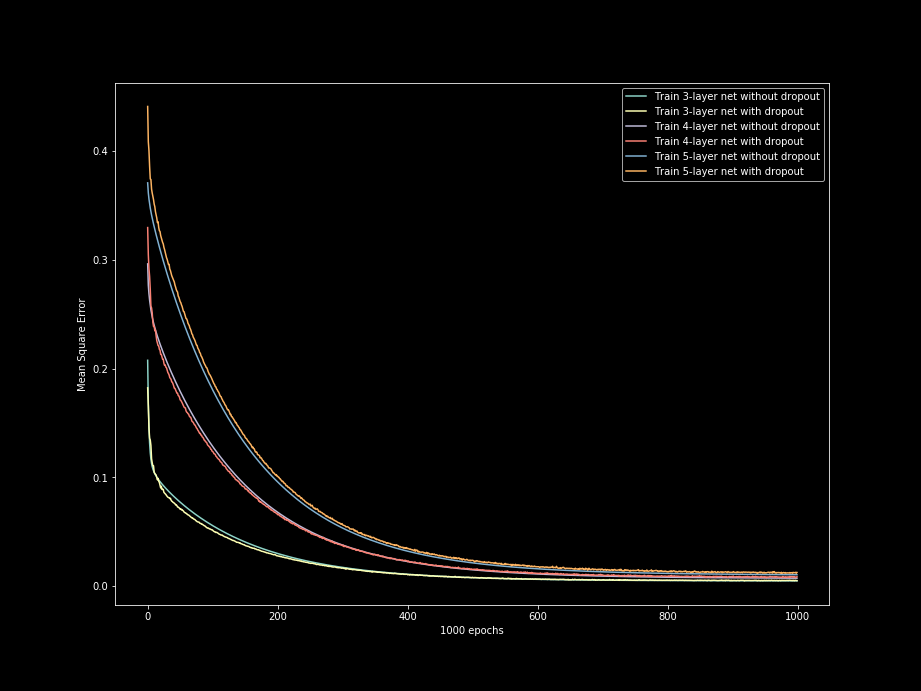 Train 3-layer net without dropout
Train 3-layer net with dropout
Train 4-layer net without dropout
Train 4-layer net with dropout
Train 5-layer net without dropout
Train 5-layer net with dropout
0.4
0.3
0.2
0.1
0.0
Mean Square Error
0 200 400 600 800 1000
1000 epochs